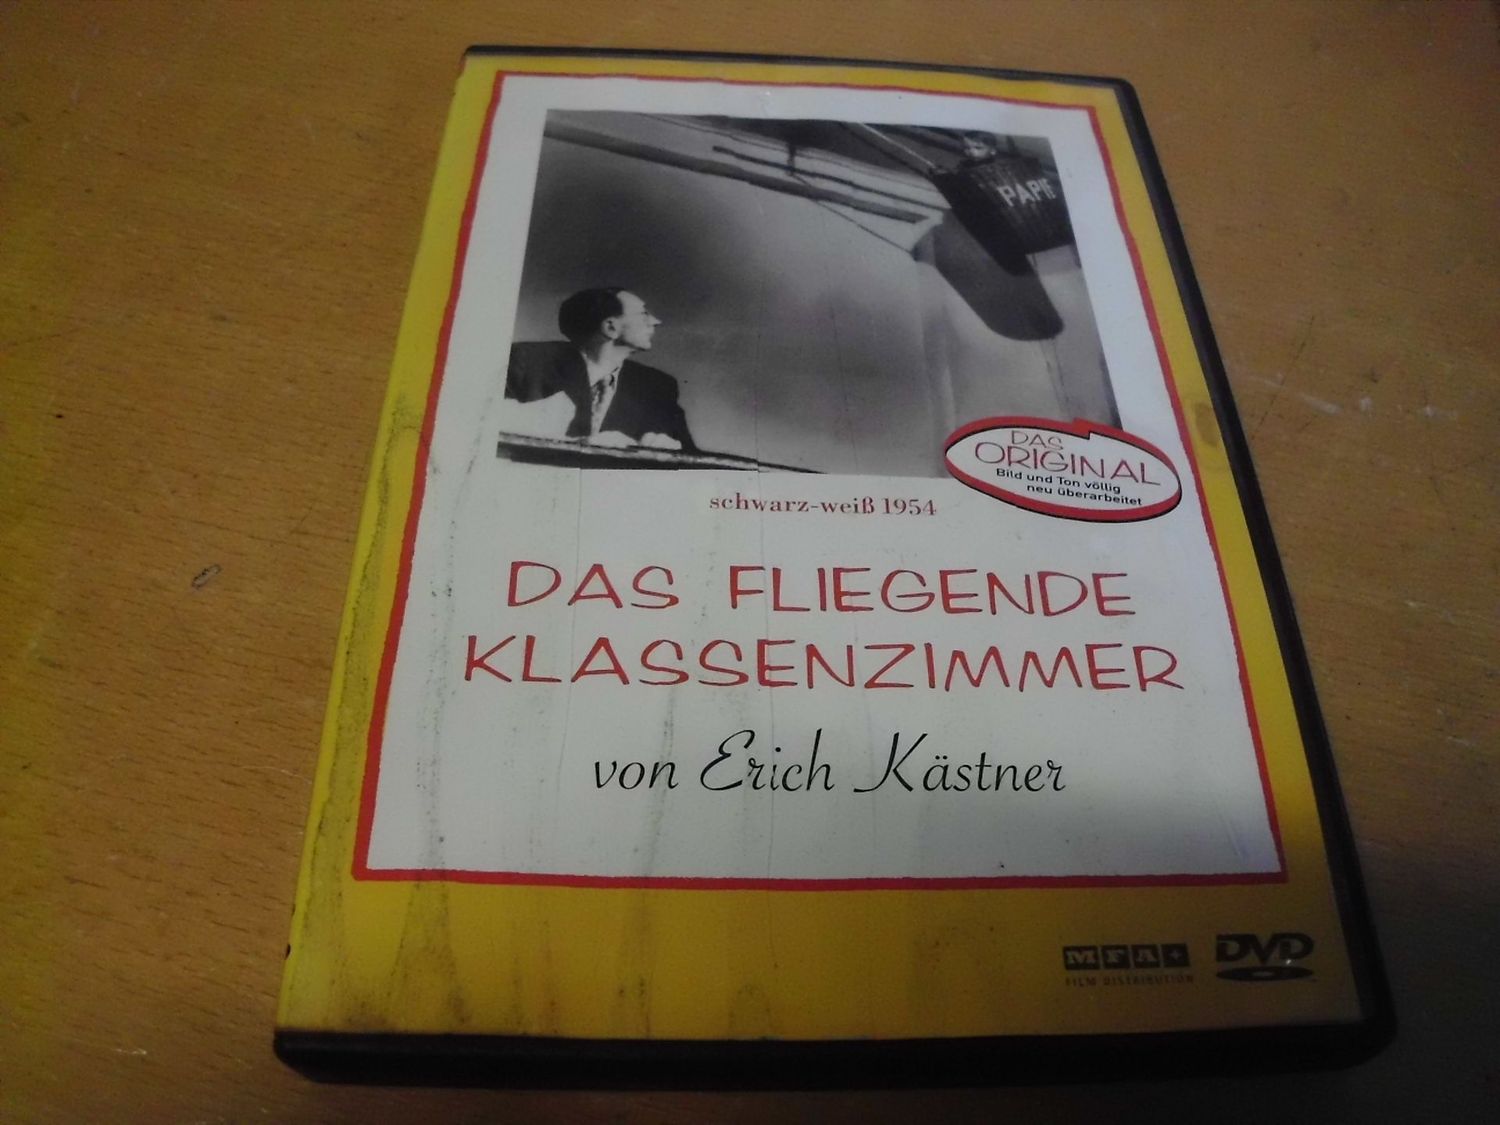 PAPIE
DAS
ORIGINAL
Bild und Ton völlig
neu überarbeitet
schwarz-weiß 1954
DAS FLIEGENDE
KLASSENZIMMER
von Erich Kästner
MFA+
FILM DISTRIBUTION
DVD